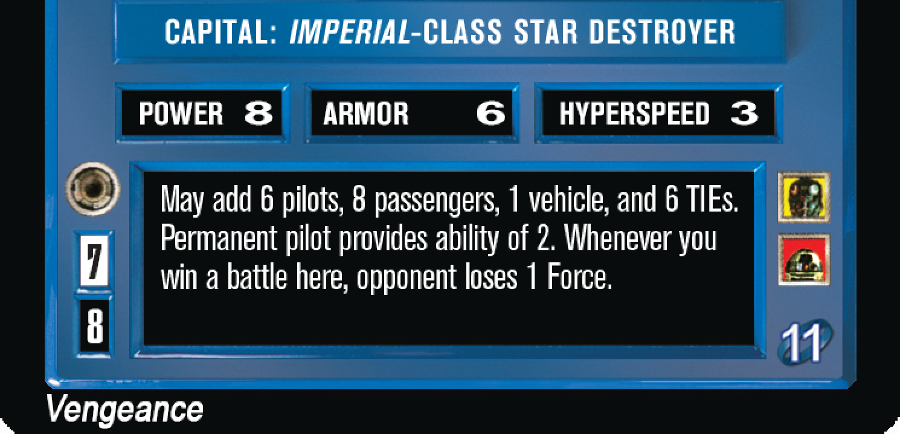 CAPITAL: IMPERIAL-CLASS STAR DESTROYER
POWER 8 ARMOR 6 HYPERSPEED 3
May add 6 pilots, 8 passengers, 1 vehicle, and 6 TIEs.
Permanent pilot provides ability of 2. Whenever you
win a battle here, opponent loses 1 Force.
7
8
11
Vengeance